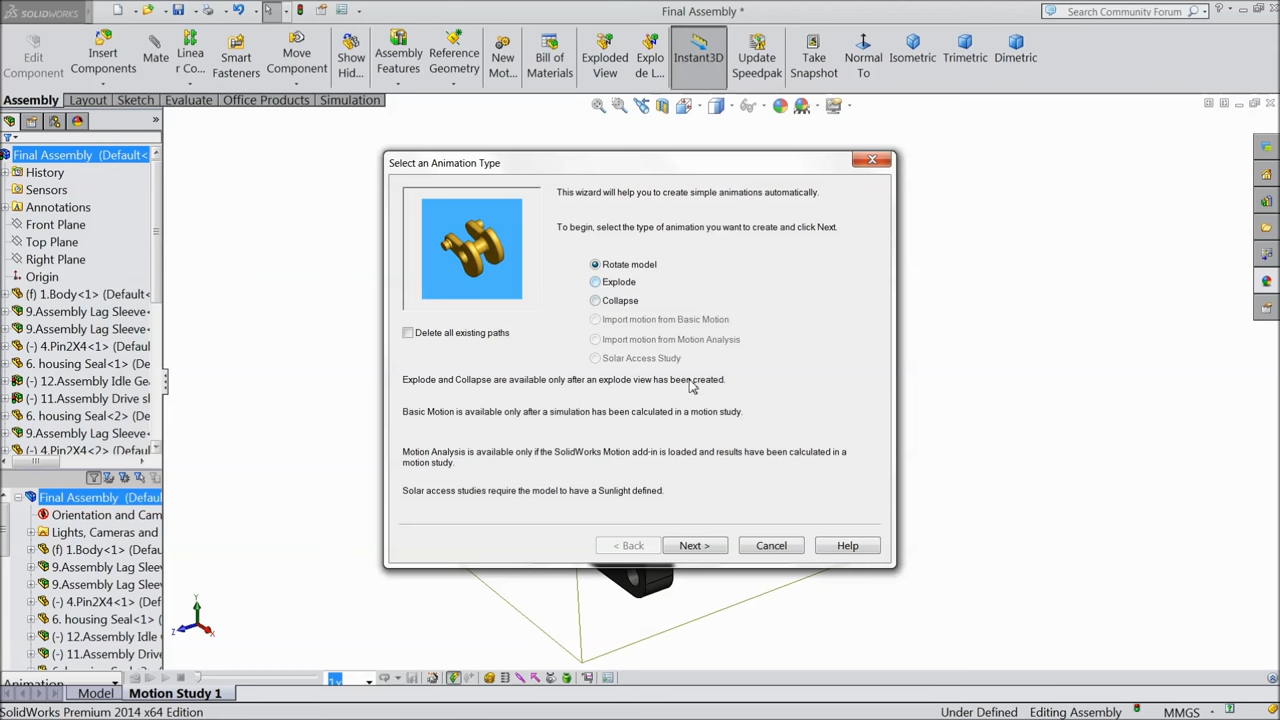 SOLIDWORKS
Final Assembly *
Search Community Forum
Edit Component
Insert Components
Mate
Linea r Co...
Smart Fasteners
Move Component
Show Hid...
Assembly Features
Reference Geometry
New Mot...
Bill of Materials
Exploded View
Explo de L...
Instant3D
Update Speedpak
Take Snapshot
Normal To
Isometric
Trimetric
Dimetric
Assembly
Layout
Sketch
Evaluate
Office Products
Simulation
Final Assembly (Default<
History
Sensors
Annotations
Front Plane
Top Plane
Right Plane
Origin
(f) 1.Body<1> (Default<
9.Assembly Lag Sleeve
9.Assembly Lag Sleeve
(-) 4.Pin2X4<1> (Defaul
6. housing Seal<1> (Def
(-) 12.Assembly Idle Ge
(-) 11.Assembly Drive sl
6. housing Seal<2> (Def
9.Assembly Lag Sleeve
(-) 4.Pin2X4<2> (Defaul
Select an Animation Type
This wizard will help you to create simple animations automatically.
To begin, select the type of animation you want to create and click Next.
Rotate model
Explode
Collapse
Import motion from Basic Motion
Import motion from Motion Analysis
Solar Access Study
Delete all existing paths
Explode and Collapse are available only after an explode view has been created.
Basic Motion is available only after a simulation has been calculated in a motion study.
Motion Analysis is available only if the SolidWorks Motion add-in is loaded and results have been calculated in a
motion study.
Solar access studies require the model to have a Sunlight defined.
< Back
Next >
Cancel
Help
Final Assembly (Defau
Orientation and Cam
Lights, Cameras and
(f) 1.Body<1> (Defaul
9.Assembly Lag Sleev
9.Assembly Lag Sleev
(-) 4.Pin2X4<1> (Defa
6. housing Seal<1> (D
(-) 12.Assembly Idle
(-) 11.Assembly Drive
Y
Z
X
Animation
1x
Model
Motion Study 1
SolidWorks Premium 2014 x64 Edition
Under Defined
Editing Assembly
MMGS